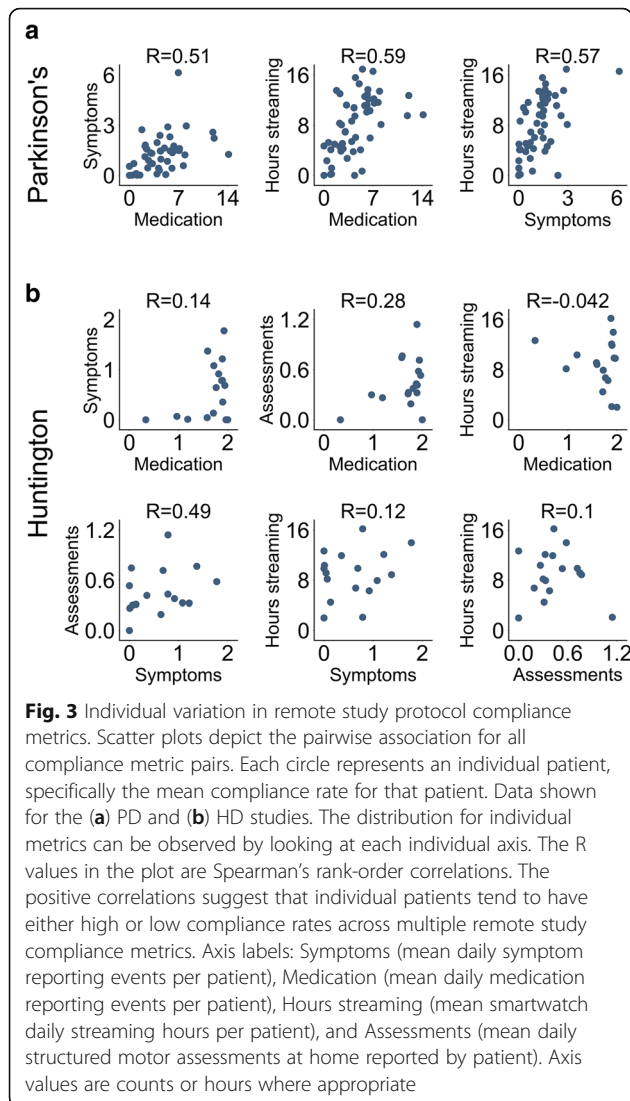 a
Parkinson's
R=0.51
Symptoms
6
3
0
0 7 14
Medication
R=0.59
Hours streaming
16
8
0
0 7 14
Medication
R=0.57
Hours streaming
16
8
0
0 3 6
Symptoms
b
Huntington
R=0.14
Symptoms
2
1
0
0 1 2
Medication
R=0.28
Assessments
1.2
0.6
0.0
0 1 2
Medication
R=-0.042
Hours streaming
16
8
0
0 1 2
Medication
R=0.49
Assessments
1.2
0.6
0.0
0 1 2
Symptoms
R=0.12
Hours streaming
16
8
0
0 1 2
Symptoms
R=0.1
Hours streaming
16
8
0
0.0 0.6 1.2
Assessments
Fig. 3 Individual variation in remote study protocol compliance
metrics. Scatter plots depict the pairwise association for all
compliance metric pairs. Each circle represents an individual patient,
specifically the mean compliance rate for that patient. Data shown
for the (a) PD and (b) HD studies. The distribution for individual
metrics can be observed by looking at each individual axis. The R
values in the plot are Spearman's rank-order correlations. The
positive correlations suggest that individual patients tend to have
either high or low compliance rates across multiple remote study
compliance metrics. Axis labels: Symptoms (mean daily symptom
reporting events per patient), Medication (mean daily medication
reporting events per patient), Hours streaming (mean smartwatch
daily streaming hours per patient), and Assessments (mean daily
structured motor assessments at home reported by patient). Axis
values are counts or hours where appropriate